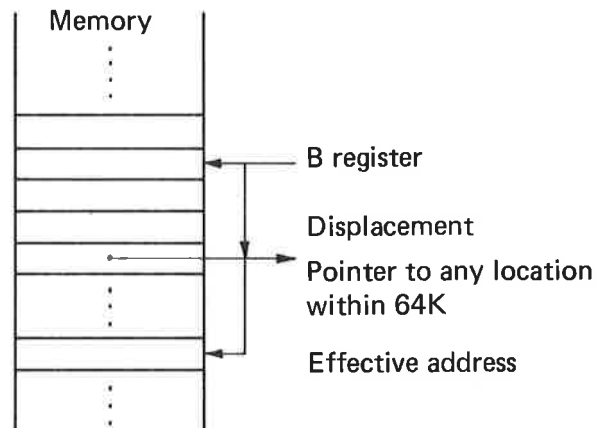 Memory
B register
Displacement
Pointer to any location
within 64K
Effective address